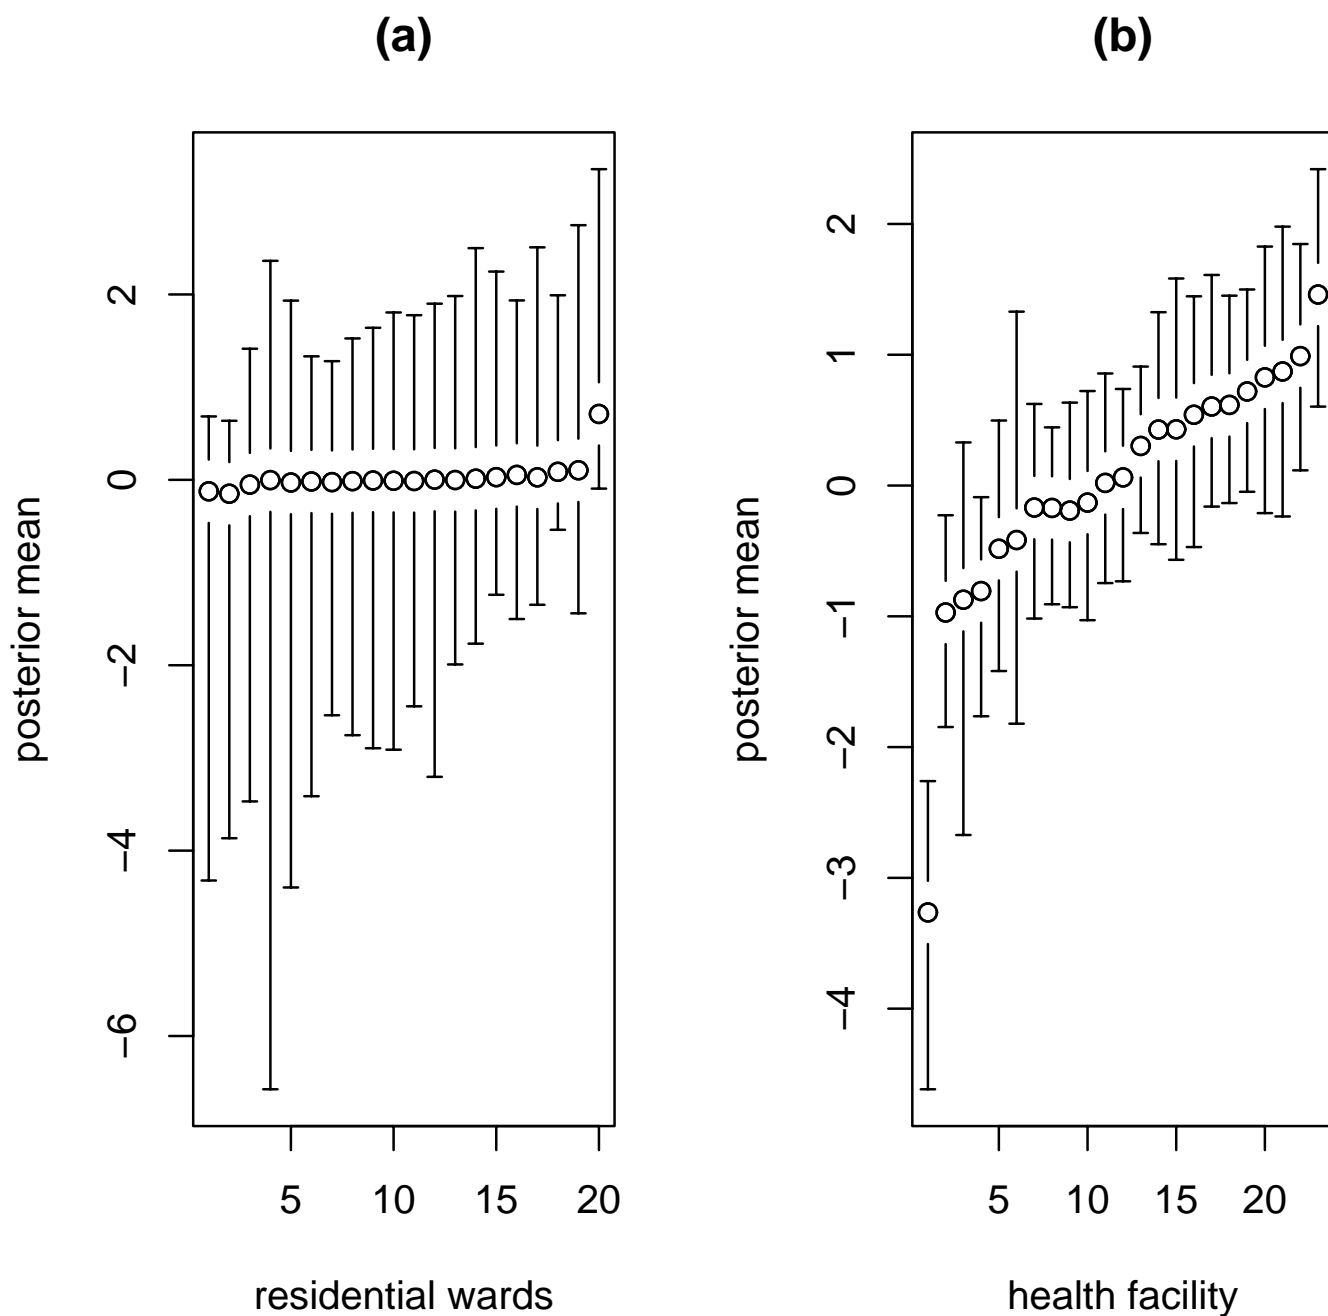 (a)
(b)
posterior mean
2
0
−2
−4
−6
5 10 15 20
residential wards
posterior mean
2
1
0
−1
−2
−3
−4
5 10 15 20
health facility